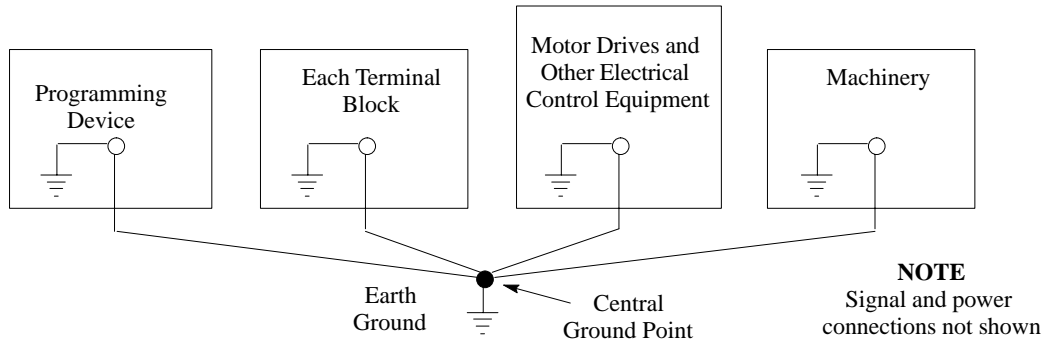 Programming
Device
Each Terminal
Block
Motor Drives and
Other Electrical
Control Equipment
Machinery
Earth
Ground
Central
Ground Point
NOTE
Signal and power
connections not shown